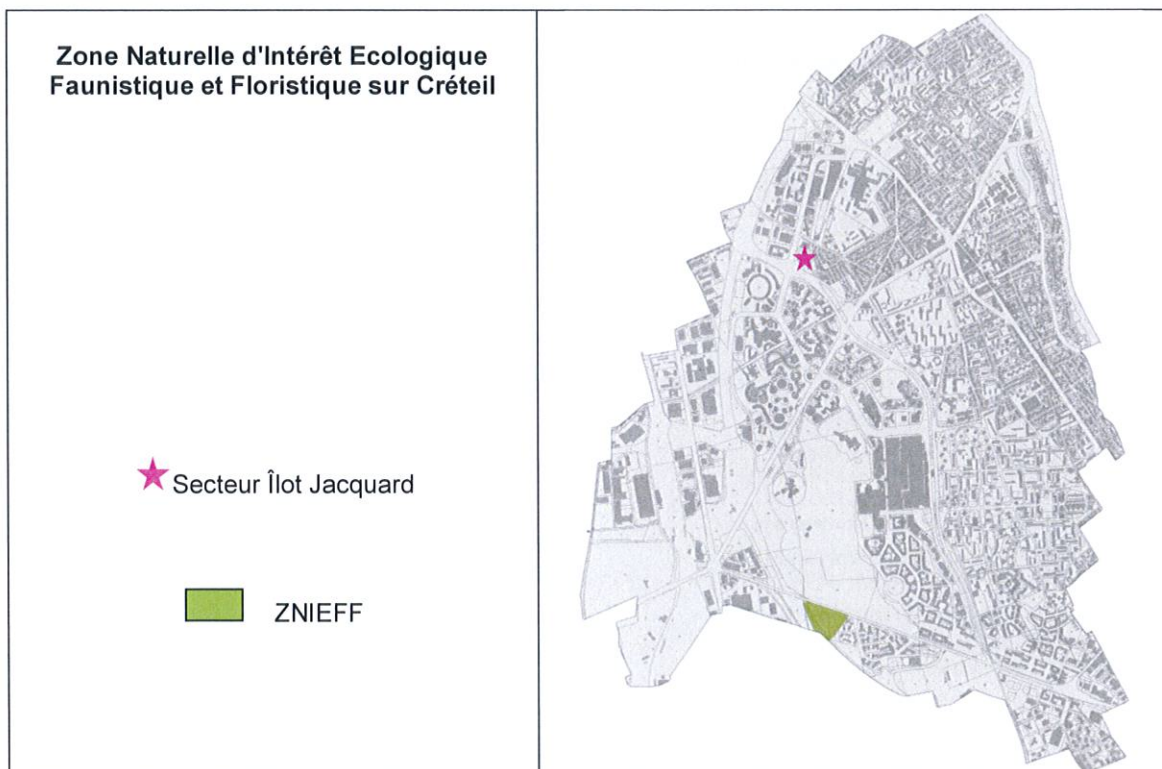 Zone Naturelle d'Intérêt Ecologique
Faunistique et Floristique sur Créteil
Secteur Îlot Jacquard
ZNIEFF